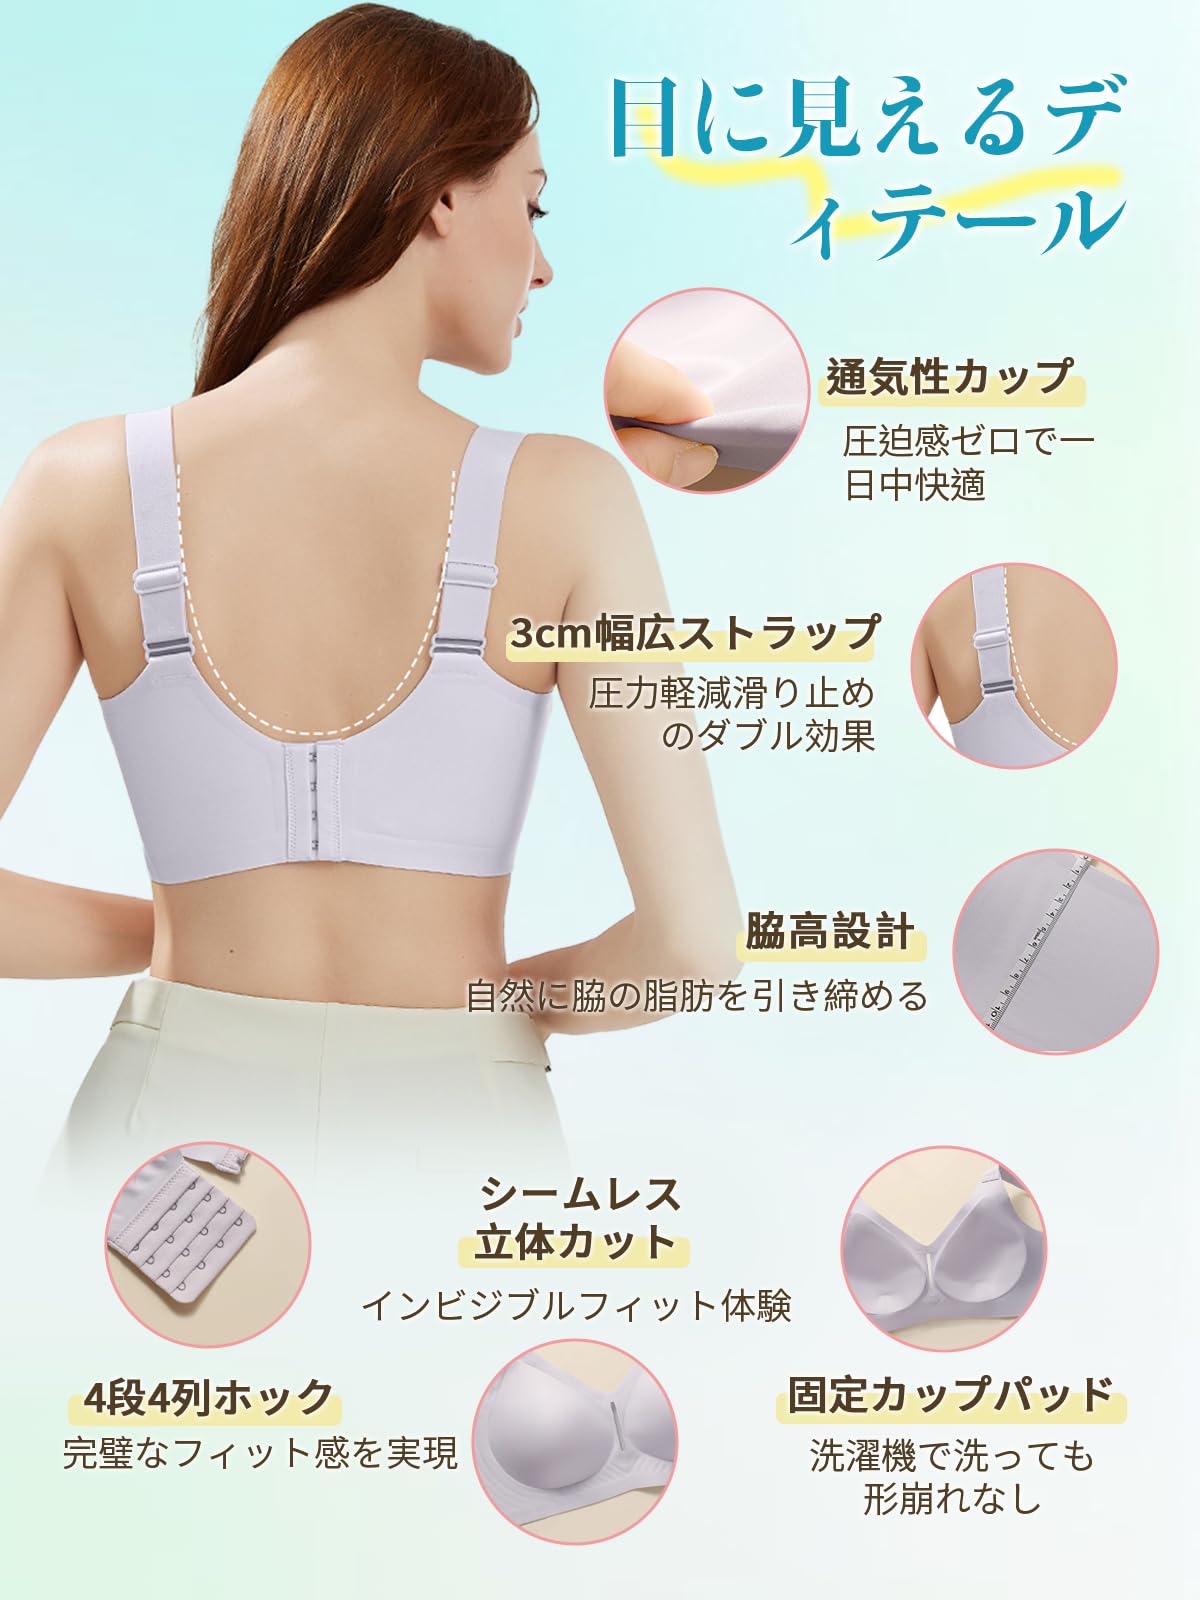 目に見えるデ
ィテール
通気性カップ
圧迫感ゼロで一
日中快適
3cm幅広ストラップ
圧力軽減滑り止め
のダブル効果
脇高設計
自然に脇の脂肪を引き締める
シームレス
立体カット
インビジブルフィット体験
4段4列ホック
完璧なフィット感を実現
固定カップパッド
洗濯機で洗っても
形崩れなし